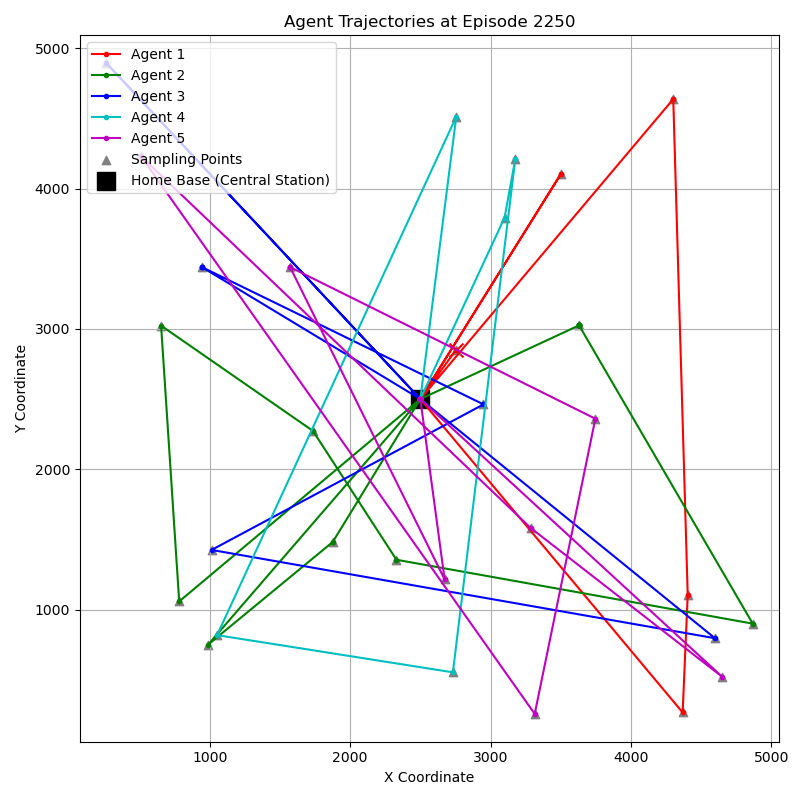 Agent Trajectories at Episode 2250
Agent 1
Agent 2
Agent 3
Agent 4
Agent 5
Sampling Points
Home Base (Central Station)
Y Coordinate
5000
4000
3000
2000
1000
1000 2000 3000 4000 5000
X Coordinate